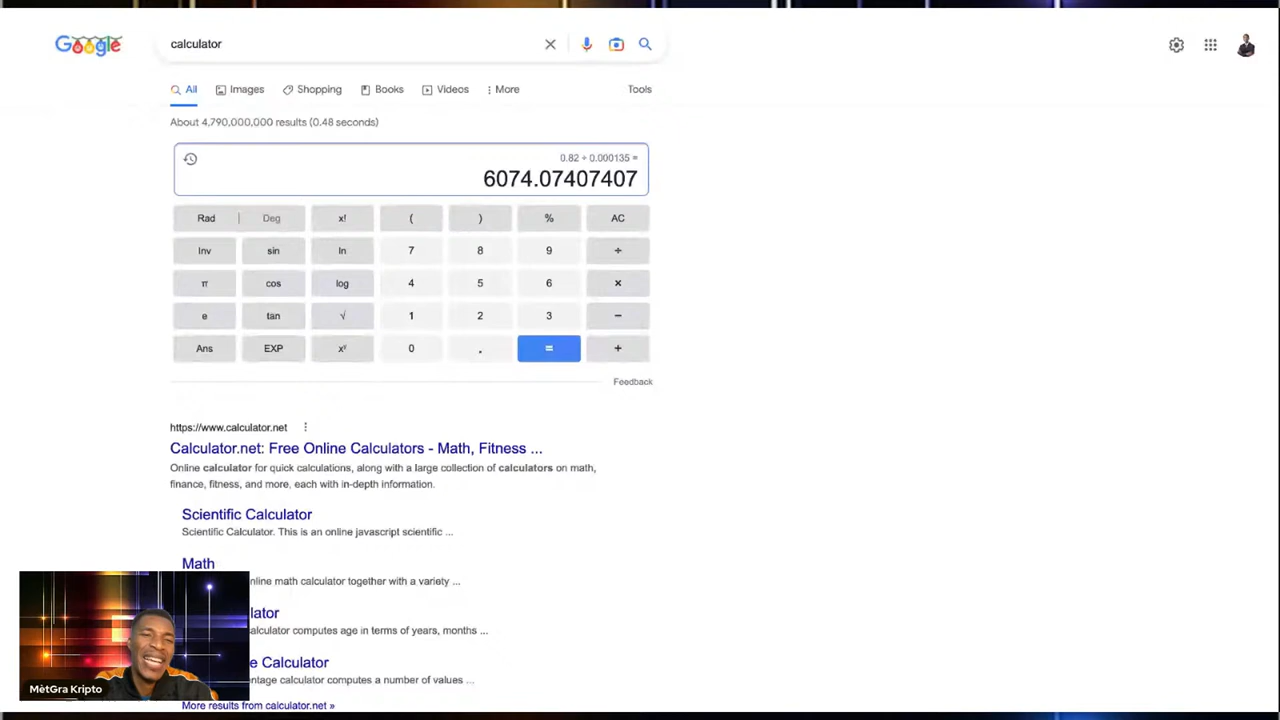 Google
calculator
All
Images
Shopping
Books
Videos
More
Tools
About 4,790,000,000 results (0.48 seconds)
0.82 ÷ 0.000135 =
6074.07407407
Rad | Deg x! ( ) % AC
Inv sin ln 7 8 9 ÷
π cos log 4 5 6 ×
e tan √ 1 2 3 −
Ans EXP xʸ 0 . = +
Feedback
https://www.calculator.net
Calculator.net: Free Online Calculators - Math, Fitness ...
Online calculator for quick calculations, along with a large collection of calculators on math,
finance, fitness, and more, each with in-depth information.
Scientific Calculator
Scientific Calculator. This is an online javascript scientific ...
Math
nline math calculator together with a variety ...
lator
alculator computes age in terms of years, months ...
e Calculator
ntage calculator computes a number of values ...
More results from calculator.net »
MètGra Kripto